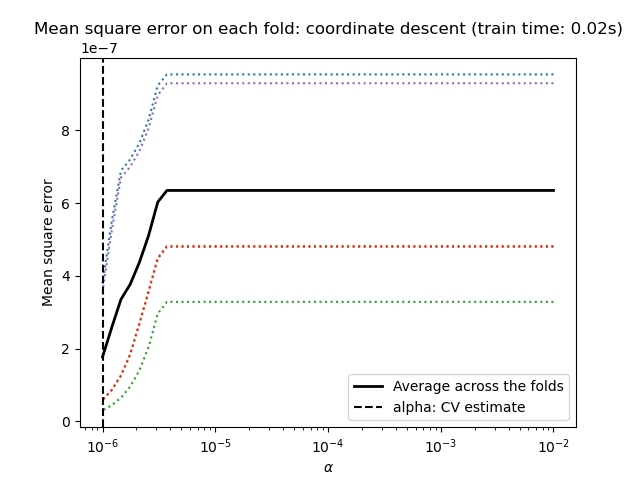 Mean square error on each fold: coordinate descent (train time: 0.02s)
1e−7
8
6
4
2
0
Mean square error
Average across the folds
alpha: CV estimate
10⁻⁶ 10⁻⁵ 10⁻⁴ 10⁻³ 10⁻²
α